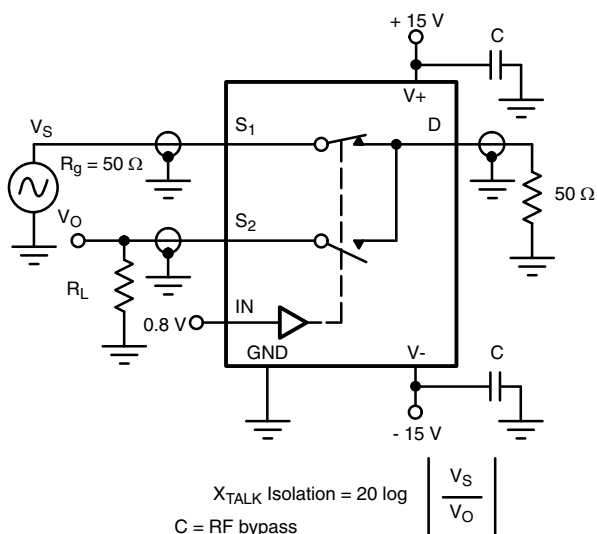 + 15 V
C
V+
V_S
S_1
D
R_g = 50 Ω
50 Ω
V_O
S_2
R_L
IN
0.8 V
GND
V-
C
- 15 V
X_TALK Isolation = 20 log | V_S / V_O |
C = RF bypass